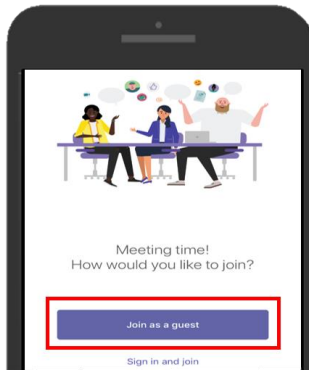 Meeting time!
How would you like to join?
Join as a guest
Sign in and join